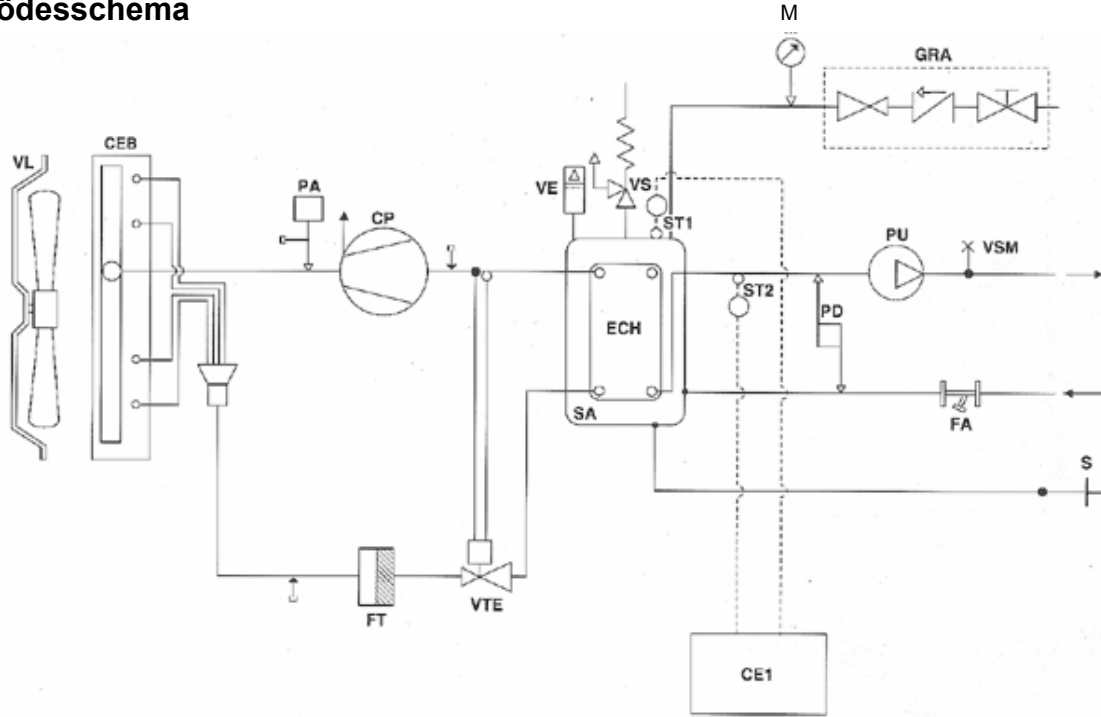 ödesschema
M
GRA
CEB
VL
PA
CP
VE
VS
ST1
PU
VSM
ST2
PD
ECH
SA
FA
S
FT
VTE
CE1